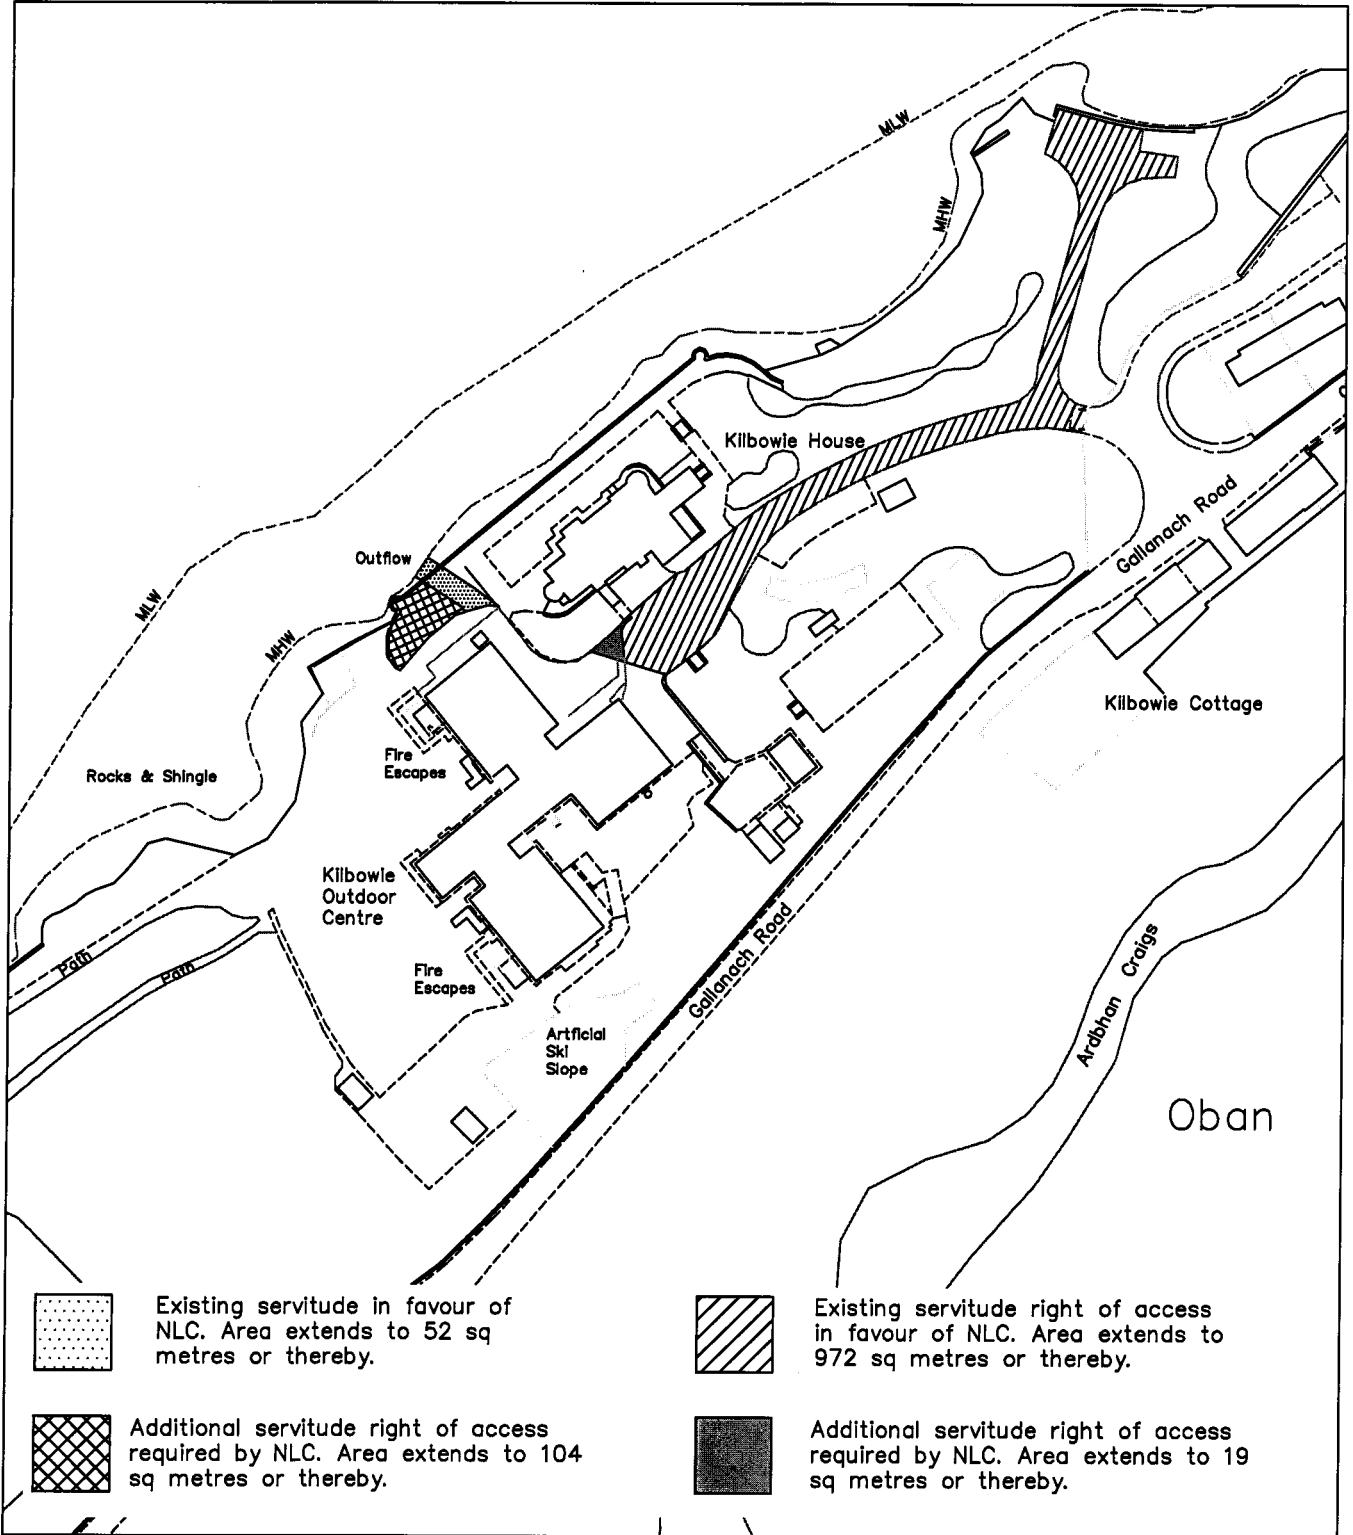 MLW
MHW
Kilbowie House
Outflow
Gallanach Road
MLW
MHW
Kilbowie Cottage
Fire
Escapes
Rocks & Shingle
Kilbowie
Outdoor
Centre
Gallanach Road
Ardbhan Craigs
Path
Path
Fire
Escapes
Artficial
Ski
Slope
Oban
Existing servitude in favour of
NLC. Area extends to 52 sq
metres or thereby.
Existing servitude right of access
in favour of NLC. Area extends to
972 sq metres or thereby.
Additional servitude right of access
required by NLC. Area extends to 104
sq metres or thereby.
Additional servitude right of access
required by NLC. Area extends to 19
sq metres or thereby.